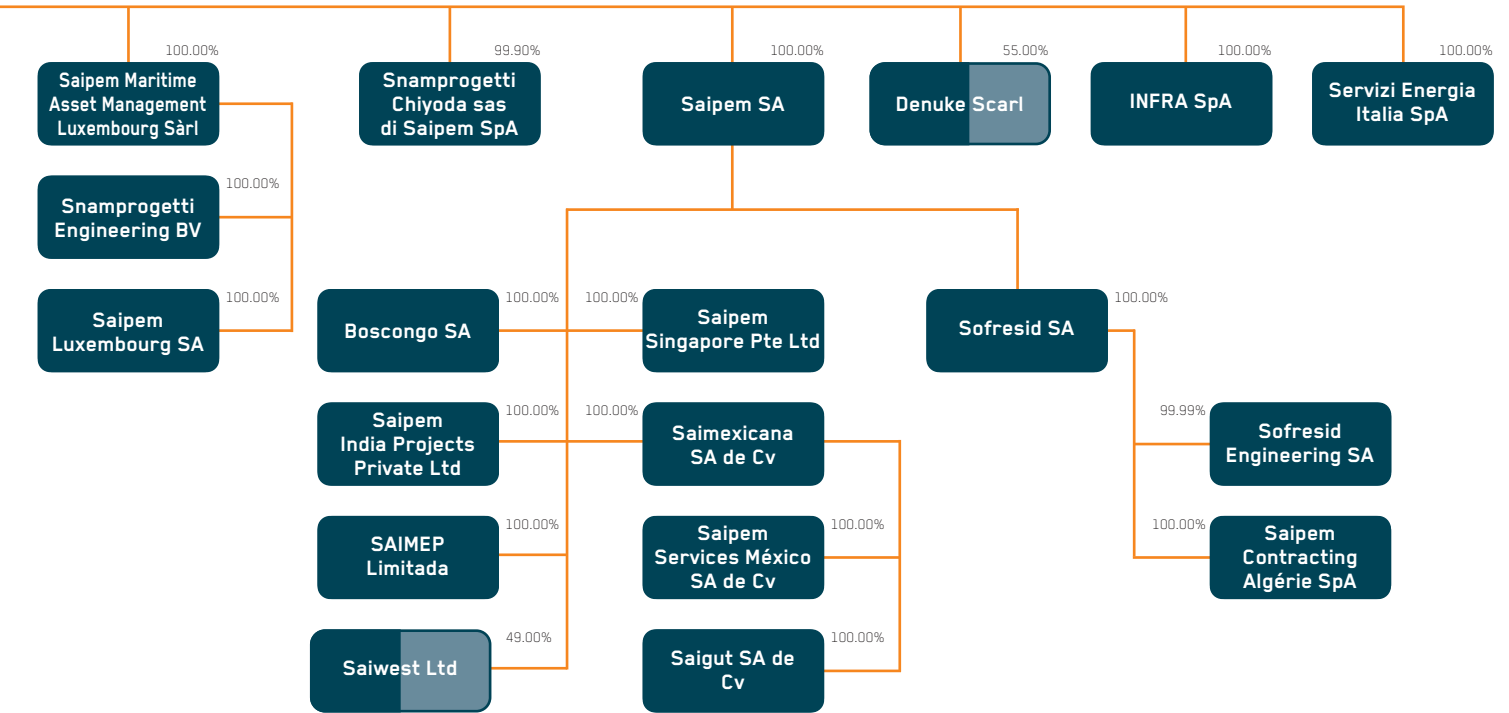 100.00%
99.90%
100.00%
55.00%
100.00%
100.00%
Saipem Maritime
Asset Management
Luxembourg Sàrl
Snamprogetti
Chiyoda sas
di Saipem SpA
Saipem SA
Denuke Scarl
INFRA SpA
Servizi Energia
Italia SpA
100.00%
Snamprogetti
Engineering BV
100.00%
Saipem
Luxembourg SA
100.00%
Boscongo SA
100.00%
Saipem
Singapore Pte Ltd
100.00%
Sofresid SA
100.00%
Saipem
India Projects
Private Ltd
100.00%
Saimexicana
SA de Cv
99.99%
Sofresid
Engineering SA
100.00%
SAIMEP
Limitada
100.00%
Saipem
Services México
SA de Cv
100.00%
Saipem
Contracting
Algérie SpA
49.00%
Saiwest Ltd
100.00%
Saigut SA de
Cv